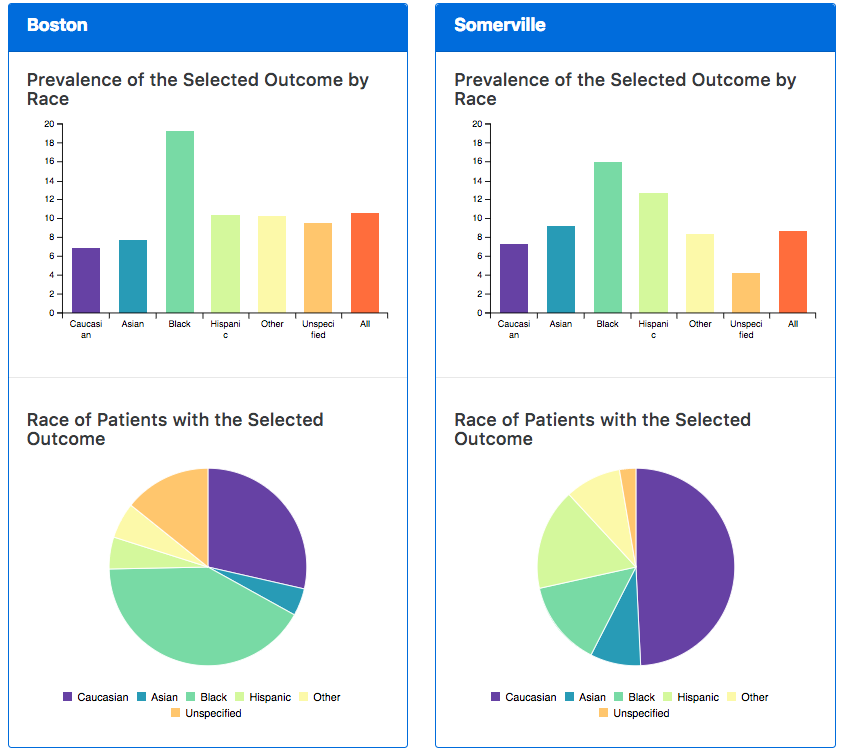 Boston
Prevalence of the Selected Outcome by
Race
20
18
16
14
12
10
8
6
4
2
0
Caucasi
an
Asian
Black
Hispani
c
Other
Unspeci
fied
All
Race of Patients with the Selected
Outcome
Caucasian Asian Black Hispanic Other
Unspecified
Somerville
Prevalence of the Selected Outcome by
Race
20
18
16
14
12
10
8
6
4
2
0
Caucasi
an
Asian
Black
Hispani
c
Other
Unspeci
fied
All
Race of Patients with the Selected
Outcome
Caucasian Asian Black Hispanic Other
Unspecified